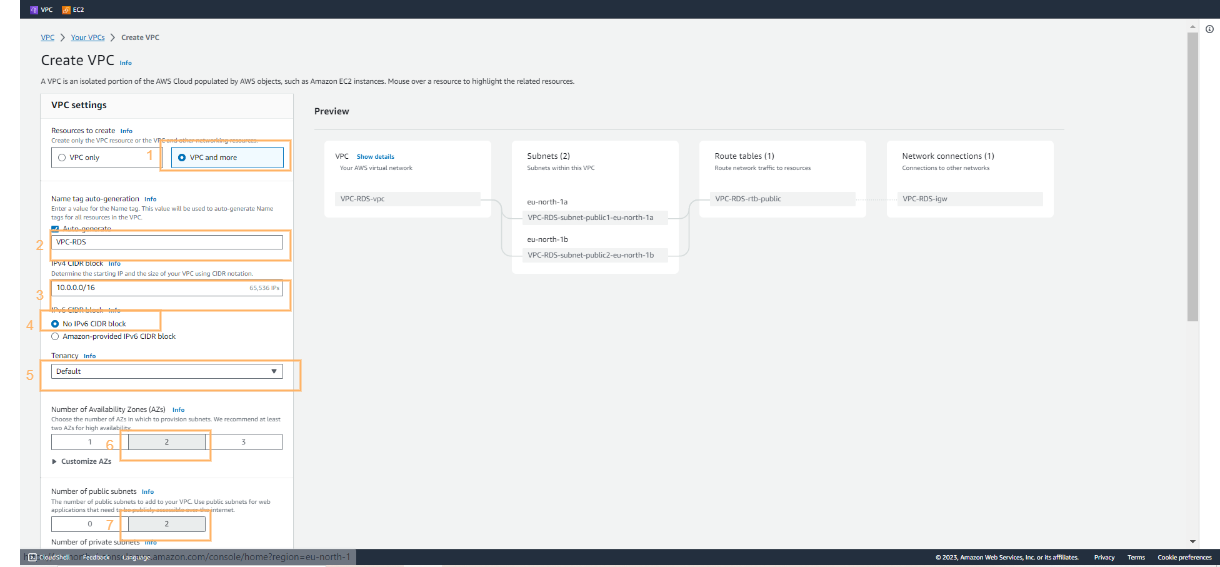 VPC EC2
VPC > Your VPCs > Create VPC
Create VPC Info
A VPC is an isolated portion of the AWS Cloud populated by AWS objects, such as Amazon EC2 instances. Mouse over a resource to highlight the related resources.
VPC settings
Resources to create Info
Create only the VPC resource or the VPC and other networking resources.
VPC only
1
VPC and more
Name tag auto-generation Info
Enter a value for the Name tag. This value will be used to auto-generate Name
tags for all resources in the VPC.
Auto-generate
2
VPC-RDS
IPv4 CIDR block Info
Determine the starting IP and the size of your VPC using CIDR notation.
3
10.0.0.0/16 65,536 IPs
IPv6 CIDR block Info
4
No IPv6 CIDR block
Amazon-provided IPv6 CIDR block
Tenancy Info
5
Default
Number of Availability Zones (AZs) Info
Choose the number of AZs in which to provision subnets. We recommend at least
two AZs for high availability.
1 6 2 3
Customize AZs
Number of public subnets Info
The number of public subnets to add to your VPC. Use public subnets for web
applications that need to be publicly accessible over the internet.
0 7 2
Number of private subnets Info
Preview
VPC Show details
Your AWS virtual network
VPC-RDS-vpc
Subnets (2)
Subnets within this VPC
eu-north-1a
VPC-RDS-subnet-public1-eu-north-1a
eu-north-1b
VPC-RDS-subnet-public2-eu-north-1b
Route tables (1)
Route network traffic to resources
VPC-RDS-rtb-public
Network connections (1)
Connections to other networks
VPC-RDS-igw
CloudShell Feedback Language
amazon.com/console/home?region=eu-north-1
© 2023, Amazon Web Services, Inc. or its affiliates. Privacy Terms Cookie preferences